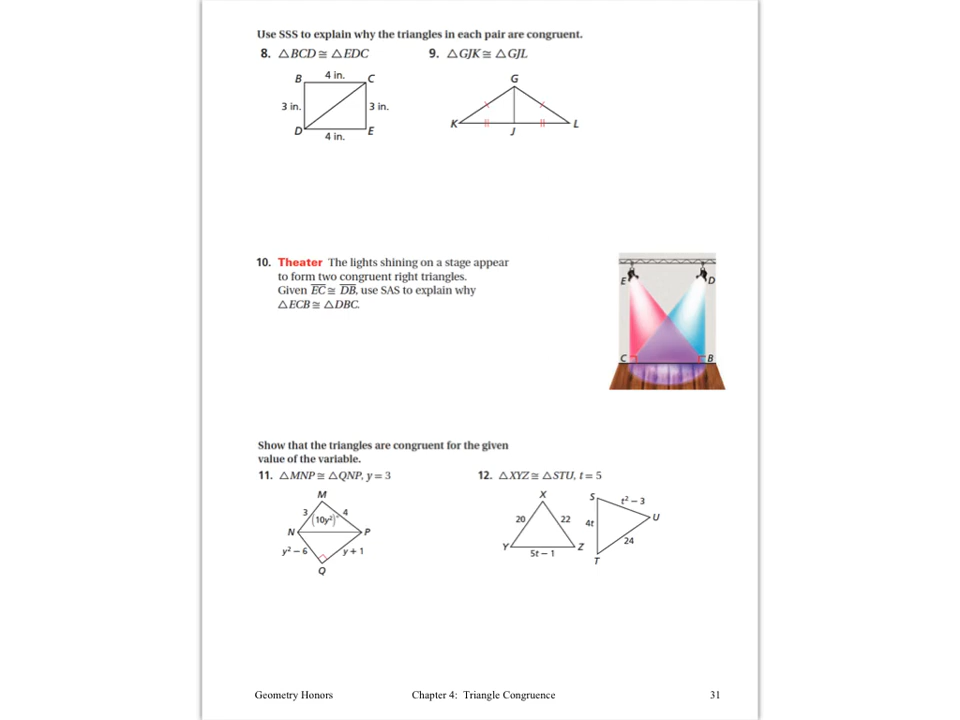 Use SSS to explain why the triangles in each pair are congruent.
8. △BCD ≅ △EDC
9. △GJK ≅ △GJL
B
4 in.
C
3 in.
3 in.
D
4 in.
E
G
K
J
L
10. Theater The lights shining on a stage appear
to form two congruent right triangles.
Given EC ≅ DB, use SAS to explain why
△ECB ≅ △DBC.
E
D
C
B
Show that the triangles are congruent for the given
value of the variable.
11. △MNP ≅ △QNP, y = 3
12. △XYZ ≅ △STU, t = 5
M
3
4
(10y²)°
N
P
y² – 6
y + 1
Q
X
20
22
Y
Z
5t – 1
S
t² – 3
4t
U
24
T
Geometry Honors
Chapter 4: Triangle Congruence
31